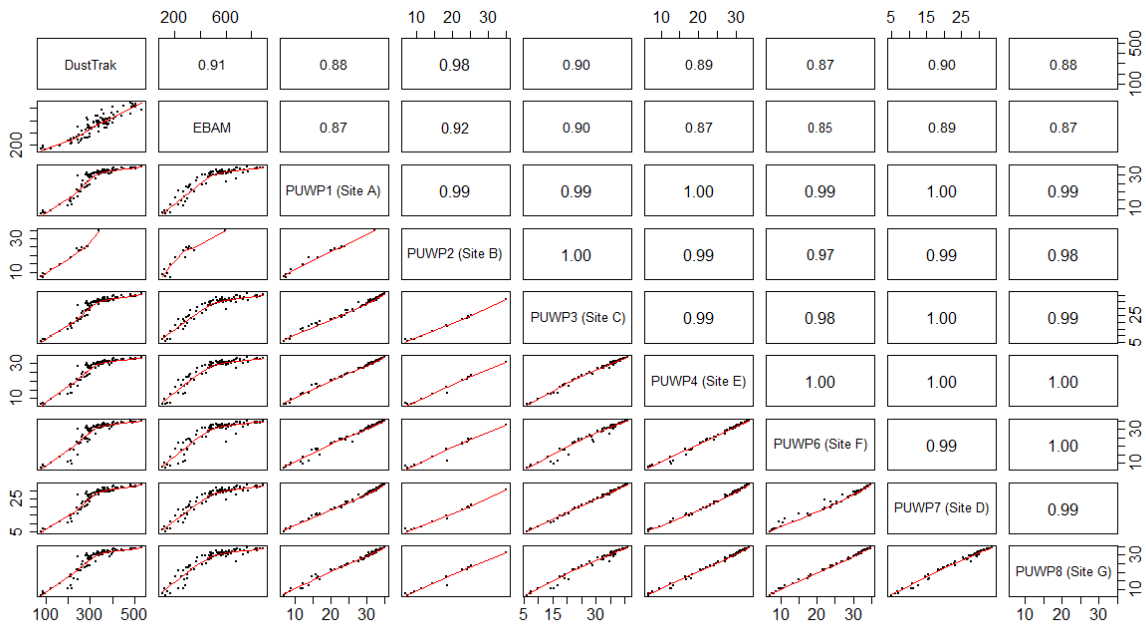 200 600 10 20 30 10 20 30 5 15 25
DustTrak 0.91 0.88 0.98 0.90 0.89 0.87 0.90 0.88 100 300 500
200 EBAM 0.87 0.92 0.90 0.87 0.85 0.89 0.87
PUWP1 (Site A) 0.99 0.99 1.00 0.99 1.00 0.99 10 30
10 30 PUWP2 (Site B) 1.00 0.99 0.97 0.99 0.98
PUWP3 (Site C) 0.99 0.98 1.00 0.99 5 25
10 30 PUWP4 (Site E) 1.00 1.00 1.00
PUWP6 (Site F) 0.99 1.00 10 30
5 25 PUWP7 (Site D) 0.99
PUWP8 (Site G) 10 30
100 300 500 10 20 30 5 15 30 10 20 30 10 20 30